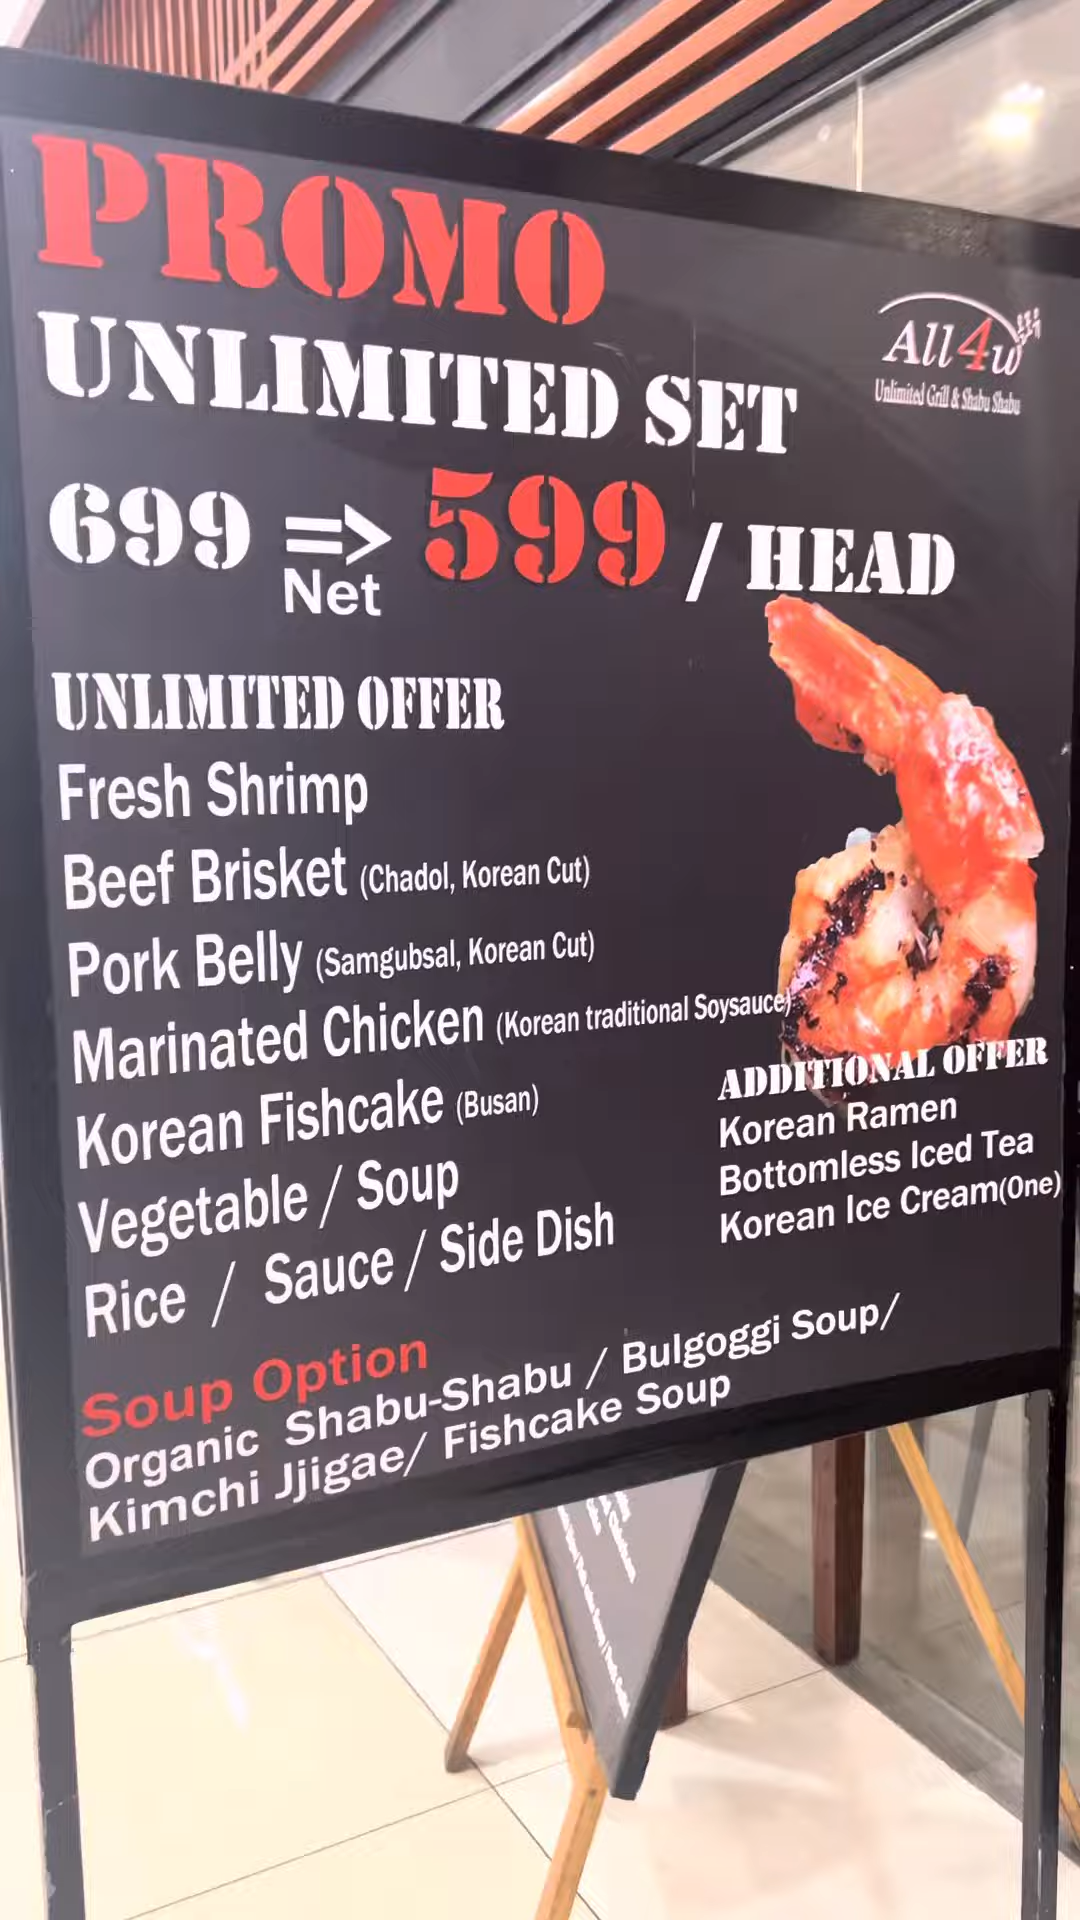 PROMO
All4u
Unlimited Grill & Shabu Shabu
UNLIMITED SET
699 => 599 / HEAD
Net
UNLIMITED OFFER
Fresh Shrimp
Beef Brisket (Chadol, Korean Cut)
Pork Belly (Samgubsal, Korean Cut)
Marinated Chicken (Korean traditional Soysauce)
Korean Fishcake (Busan)
Vegetable / Soup
Rice / Sauce / Side Dish
ADDITIONAL OFFER
Korean Ramen
Bottomless Iced Tea
Korean Ice Cream(One)
Soup Option
Organic Shabu-Shabu / Bulgoggi Soup/
Kimchi Jjigae/ Fishcake Soup